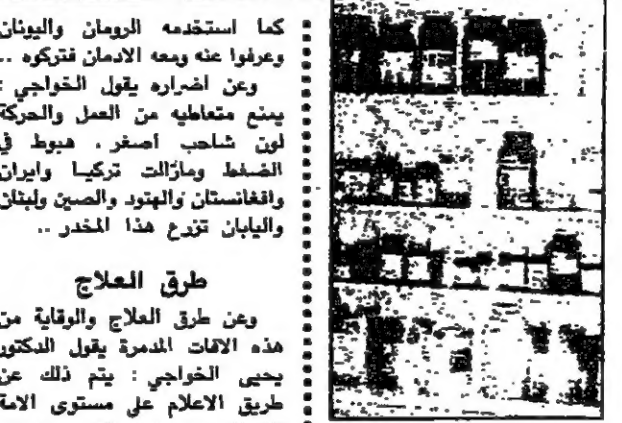 كما استخدمه الرومان واليونان
وعرفوا عنه ومعه الادمان فتركوه ..
وعن اضراره يقول الخواجي :
يمنع متعاطيه من العمل والحركة
لون شاحب أصغر ، هبوط في
الضغط ومازالت تركيا وايران
وافغانستان والهنود والصين ولبنان
واليابان تزرع هذا المخدر ..
طرق العلاج
وعن طرق العلاج والوقاية من
هذه الافات المدمرة يقول الدكتور
يحيى الخواجي : يتم ذلك عن
طريق الاعلام على مستوى الامة